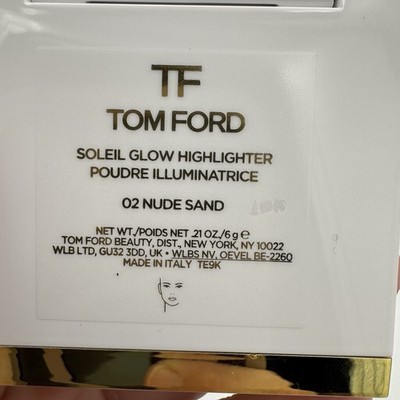 TF
TOM FORD
SOLEIL GLOW HIGHLIGHTER
POUDRE ILLUMINATRICE
02 NUDE SAND
NET WT./POIDS NET .21 OZ./6 g ℮
TOM FORD BEAUTY, DIST., NEW YORK, NY 10022
WLB LTD, GU32 3DD, UK • WLBS NV, OEVEL BE-2260
MADE IN ITALY TE9K